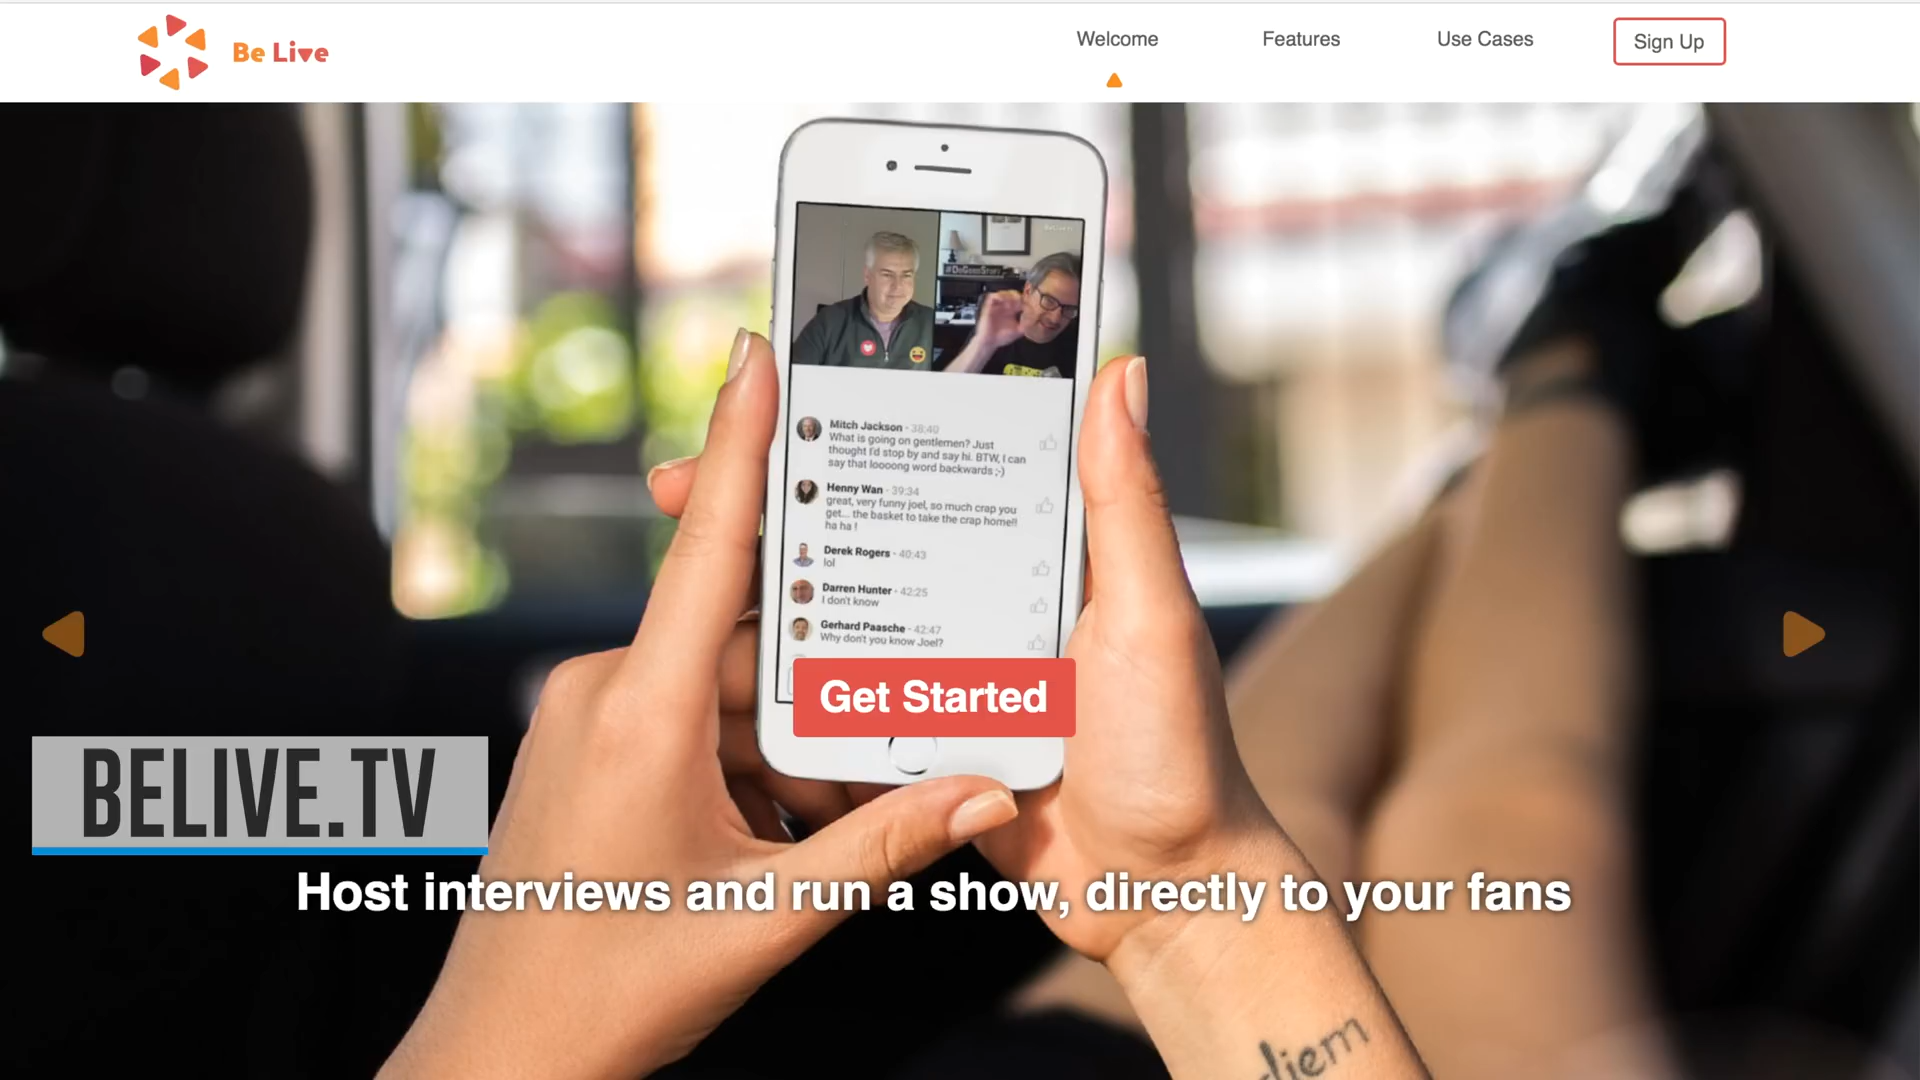 Be Live
Welcome
Features
Use Cases
Sign Up
BeLive.tv
#DoGoodStuff
Mitch Jackson - 38:40
What is going on gentlemen? Just
thought I'd stop by and say hi. BTW, I can
say that loooong word backwards ;-)
Henny Wan - 39:34
great, very funny joel, so much crap you
get... the basket to take the crap home!!
ha ha !
Derek Rogers - 40:43
lol
Darren Hunter - 42:25
I don't know
Gerhard Paasche - 42:47
Why don't you know Joel?
Get Started
BELIVE.TV
Host interviews and run a show, directly to your fans
diem